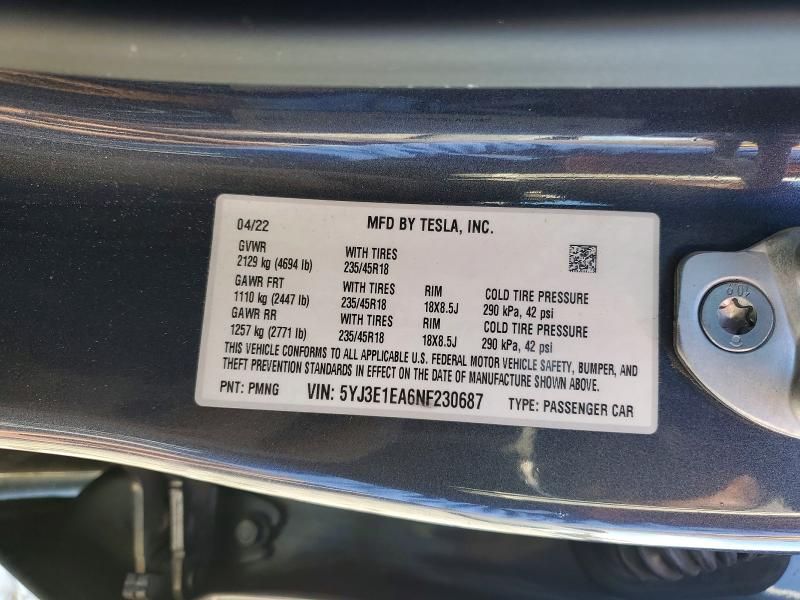 04/22 MFD BY TESLA, INC.
GVWR WITH TIRES
2129 kg (4694 lb) 235/45R18
GAWR FRT WITH TIRES RIM COLD TIRE PRESSURE
1110 kg (2447 lb) 235/45R18 18X8.5J 290 kPa, 42 psi
GAWR RR WITH TIRES RIM COLD TIRE PRESSURE
1257 kg (2771 lb) 235/45R18 18X8.5J 290 kPa, 42 psi
THIS VEHICLE CONFORMS TO ALL APPLICABLE U.S. FEDERAL MOTOR VEHICLE SAFETY, BUMPER, AND
THEFT PREVENTION STANDARDS IN EFFECT ON THE DATE OF MANUFACTURE SHOWN ABOVE.
PNT: PMNG VIN: 5YJ3E1EA6NF230687 TYPE: PASSENGER CAR
10.9